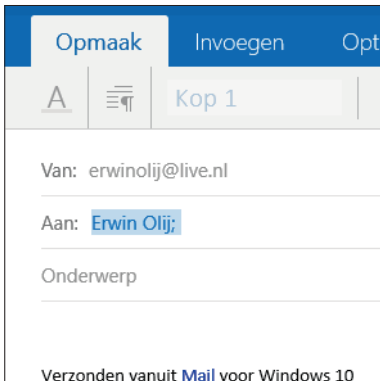 Opmaak Invoegen Opt
A Kop 1
Van: erwinolij@live.nl
Aan: Erwin Olij;
Onderwerp
Verzonden vanuit Mail voor Windows 10